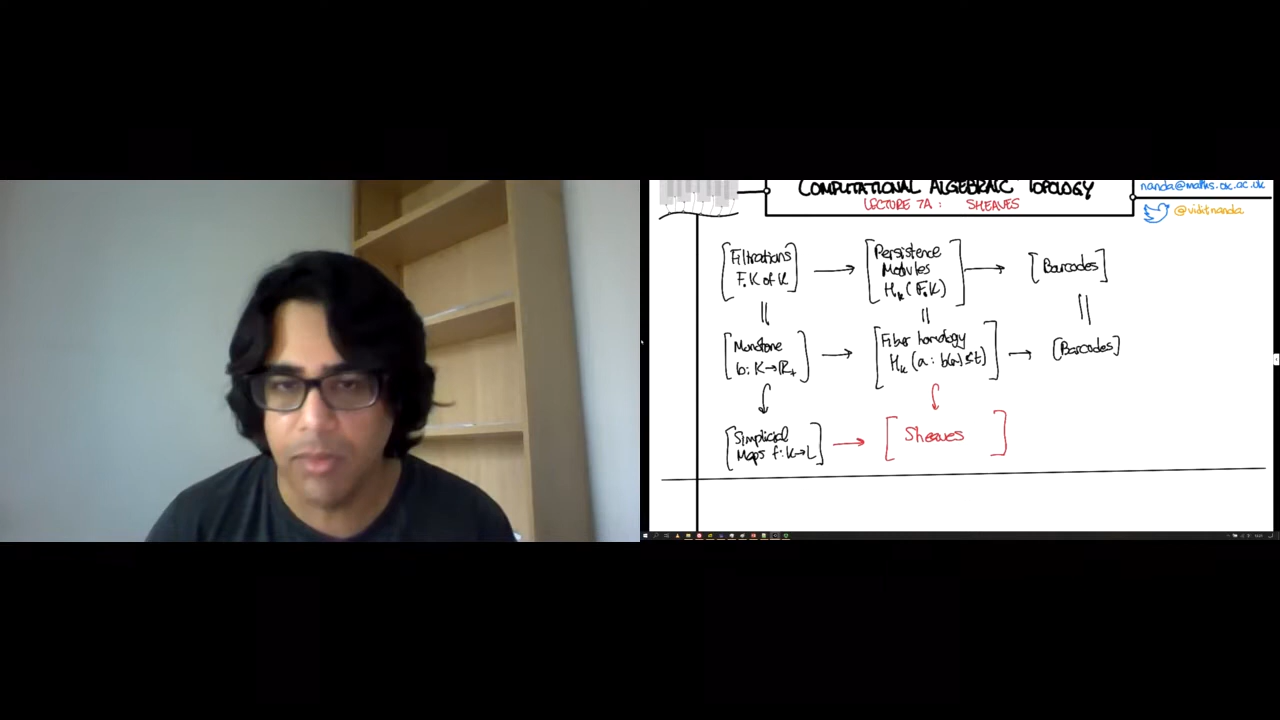 COMPUTATIONAL ALGEBRAIC TOPOLOGY
LECTURE 7A : SHEAVES
nanda@maths.ox.ac.uk
@viditnanda
[Filtrations F.K of K] → [Persistence Modules Hk(F.K)] → [Barcodes]
|| || ||
[Monotone b: K→R+] → [Fiber homology Hk(a : b(a)≤t)] → [Barcodes]
[Simplicial Maps f: K→L] → [Sheaves]